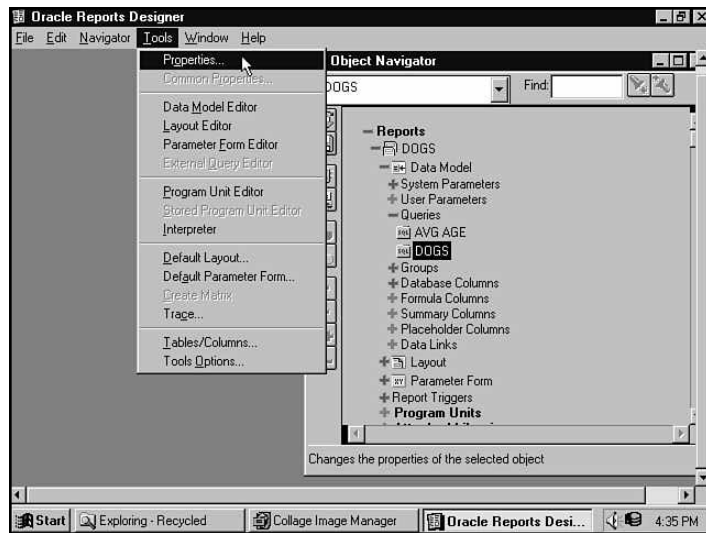 Oracle Reports Designer
File Edit Navigator Tools Window Help
Properties...
Common Properties...
Data Model Editor
Layout Editor
Parameter Form Editor
External Query Editor
Program Unit Editor
Stored Program Unit Editor
Interpreter
Default Layout...
Default Parameter Form...
Create Matrix
Trace...
Tables/Columns...
Tools Options...
Object Navigator
DOGS
Find:
Reports
DOGS
Data Model
System Parameters
User Parameters
Queries
AVG AGE
DOGS
Groups
Database Columns
Formula Columns
Summary Columns
Placeholder Columns
Data Links
Layout
Parameter Form
Report Triggers
Program Units
Changes the properties of the selected object
Start Exploring - Recycled Collage Image Manager Oracle Reports Desi... 4:35 PM